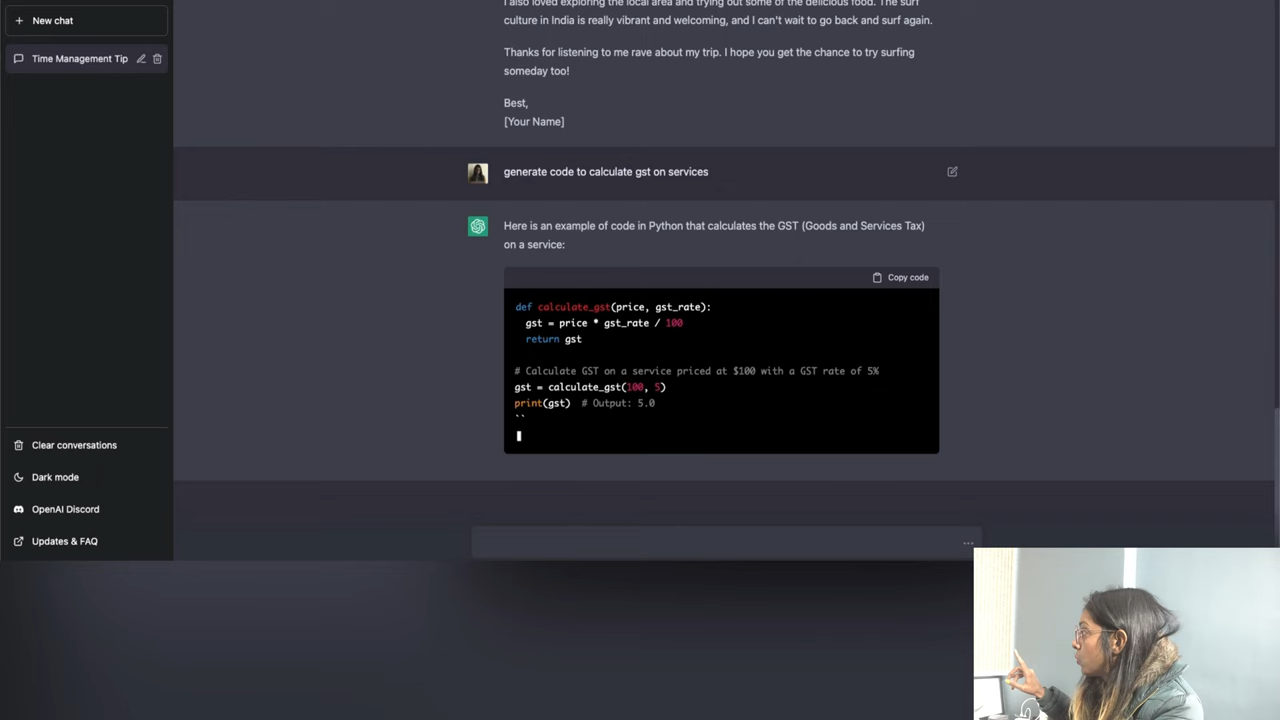 New chat
Time Management Tip
Clear conversations
Dark mode
OpenAI Discord
Updates & FAQ
I also loved exploring the local area and trying out some of the delicious food. The surf
culture in India is really vibrant and welcoming, and I can't wait to go back and surf again.
Thanks for listening to me rave about my trip. I hope you get the chance to try surfing
someday too!
Best,
[Your Name]
generate code to calculate gst on services
Here is an example of code in Python that calculates the GST (Goods and Services Tax)
on a service:
Copy code
def calculate_gst(price, gst_rate):
  gst = price * gst_rate / 100
  return gst
# Calculate GST on a service priced at $100 with a GST rate of 5%
gst = calculate_gst(100, 5)
print(gst)  # Output: 5.0
``
...